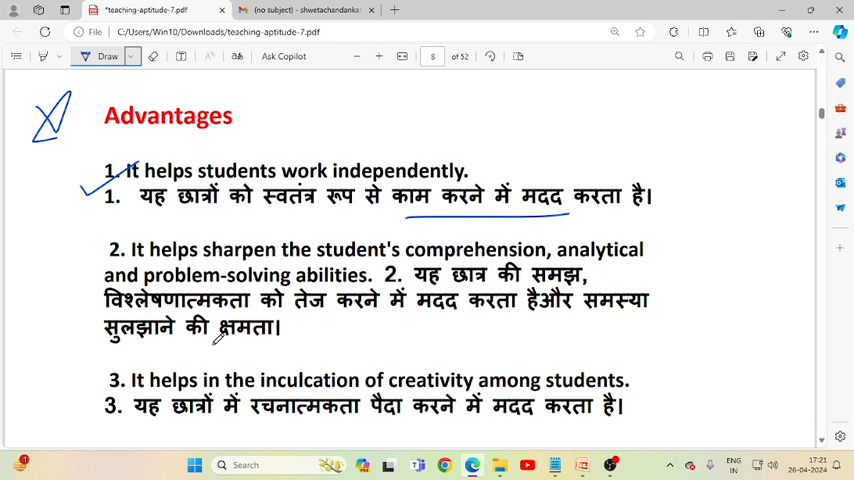 *teaching-aptitude-7.pdf
(no subject) - shwetachandankar
File
C:/Users/Win10/Downloads/teaching-aptitude-7.pdf
Draw
Ask Copilot
8 of 52
Advantages
1. It helps students work independently.
1. यह छात्रों को स्वतंत्र रूप से काम करने में मदद करता है।
2. It helps sharpen the student's comprehension, analytical
and problem-solving abilities. 2. यह छात्र की समझ,
विश्लेषणात्मकता को तेज करने में मदद करता हैऔर समस्या
सुलझाने की क्षमता।
3. It helps in the inculcation of creativity among students.
3. यह छात्रों में रचनात्मकता पैदा करने में मदद करता है।
Search
ENG
IN
17:21
26-04-2024